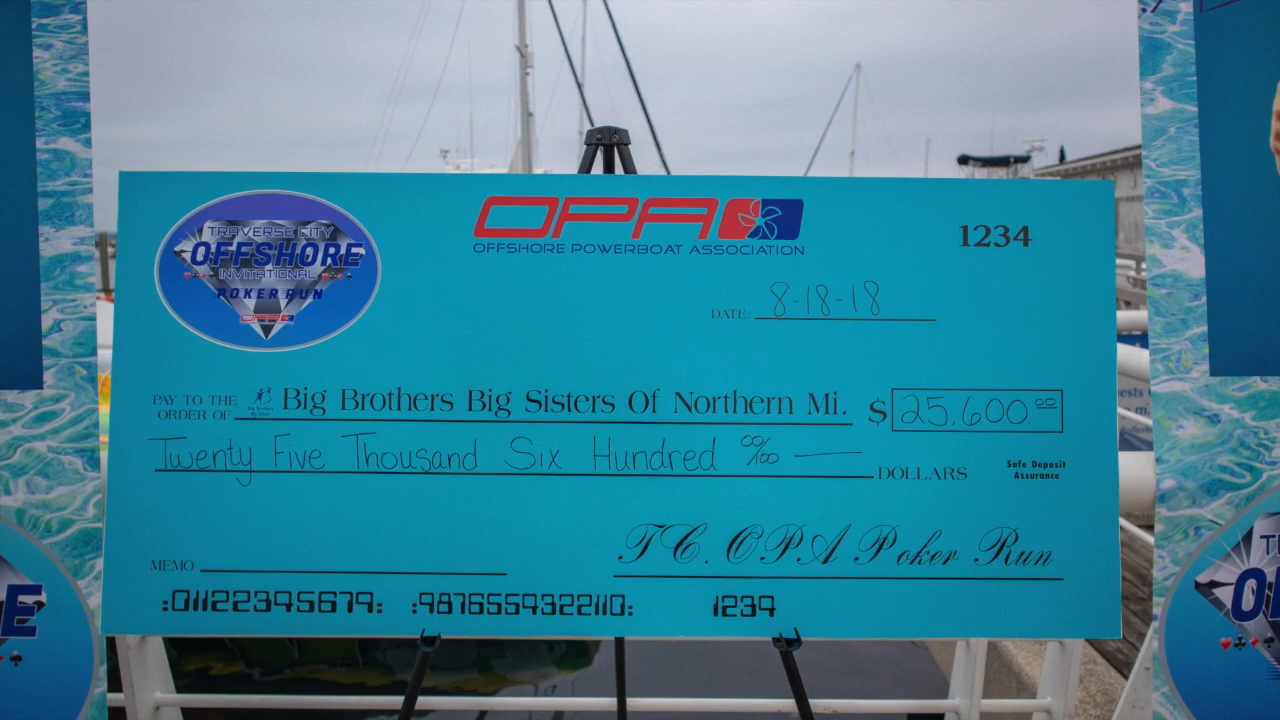 TRAVERSE CITY
OFFSHORE
INVITATIONAL
POKER RUN
OPA
OPA
OFFSHORE POWERBOAT ASSOCIATION
1234
DATE: 8-18-18
PAY TO THE
ORDER OF Big Brothers Big Sisters Of Northern Mi. $ 25,600.00
Twenty Five Thousand Six Hundred 00/100 — DOLLARS
Safe Deposit
Assurance
MEMO
TC. OPA Poker Run
:01122345679: :9876554322110: 1234